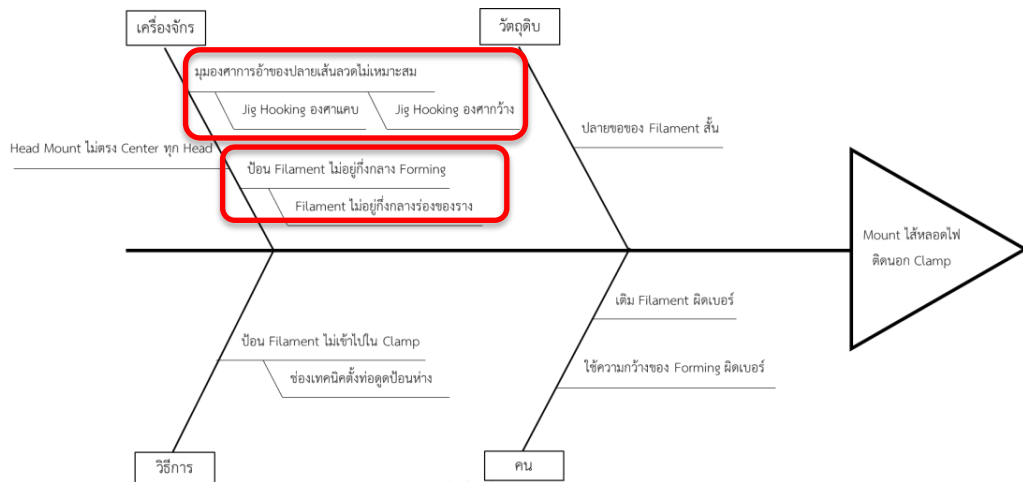 เครื่องจักร
วัตถุดิบ
มุมองศาการอ้าของปลายเส้นลวดไม่เหมาะสม
Jig Hooking องศาแคบ
Jig Hooking องศากว้าง
ปลายขอของ Filament สั้น
Head Mount ไม่ตรง Center ทุก Head
ป้อน Filament ไม่อยู่กึ่งกลาง Forming
Filament ไม่อยู่กึ่งกลางร่องของราง
Mount ไส้หลอดไฟ
ติดนอก Clamp
เติม Filament ผิดเบอร์
ป้อน Filament ไม่เข้าไปใน Clamp
ใช้ความกว้างของ Forming ผิดเบอร์
ช่องเทคนิคตั้งท่อดูดป้อนห่าง
วิธีการ
คน